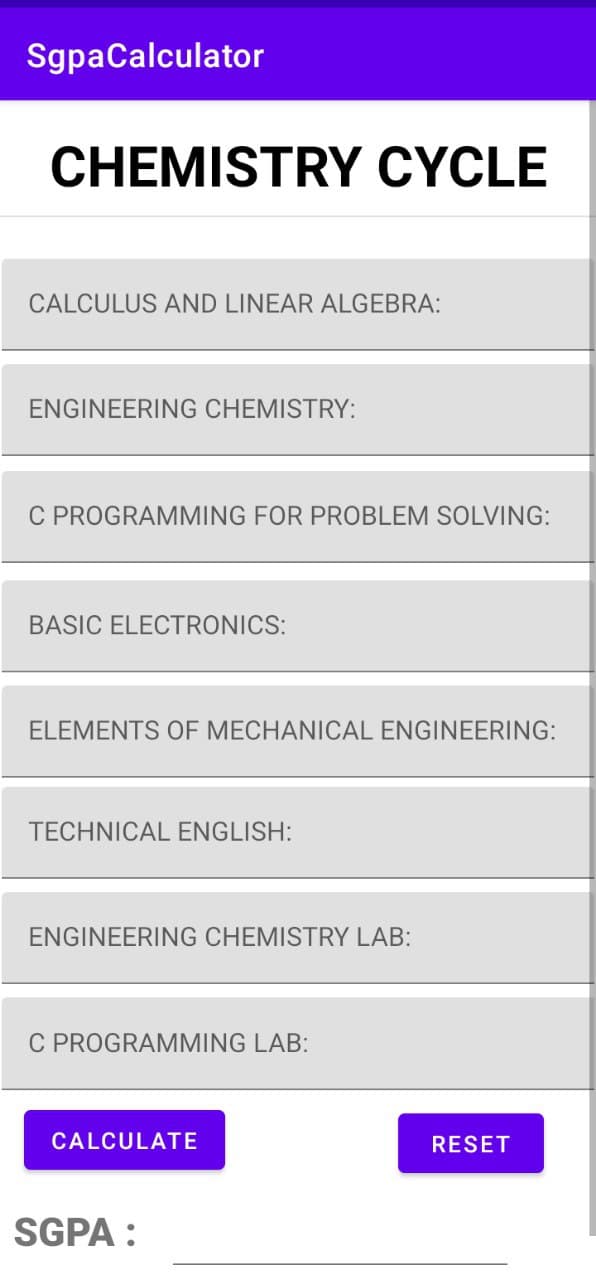 SgpaCalculator
CHEMISTRY CYCLE
CALCULUS AND LINEAR ALGEBRA:
ENGINEERING CHEMISTRY:
C PROGRAMMING FOR PROBLEM SOLVING:
BASIC ELECTRONICS:
ELEMENTS OF MECHANICAL ENGINEERING:
TECHNICAL ENGLISH:
ENGINEERING CHEMISTRY LAB:
C PROGRAMMING LAB:
CALCULATE RESET
SGPA :